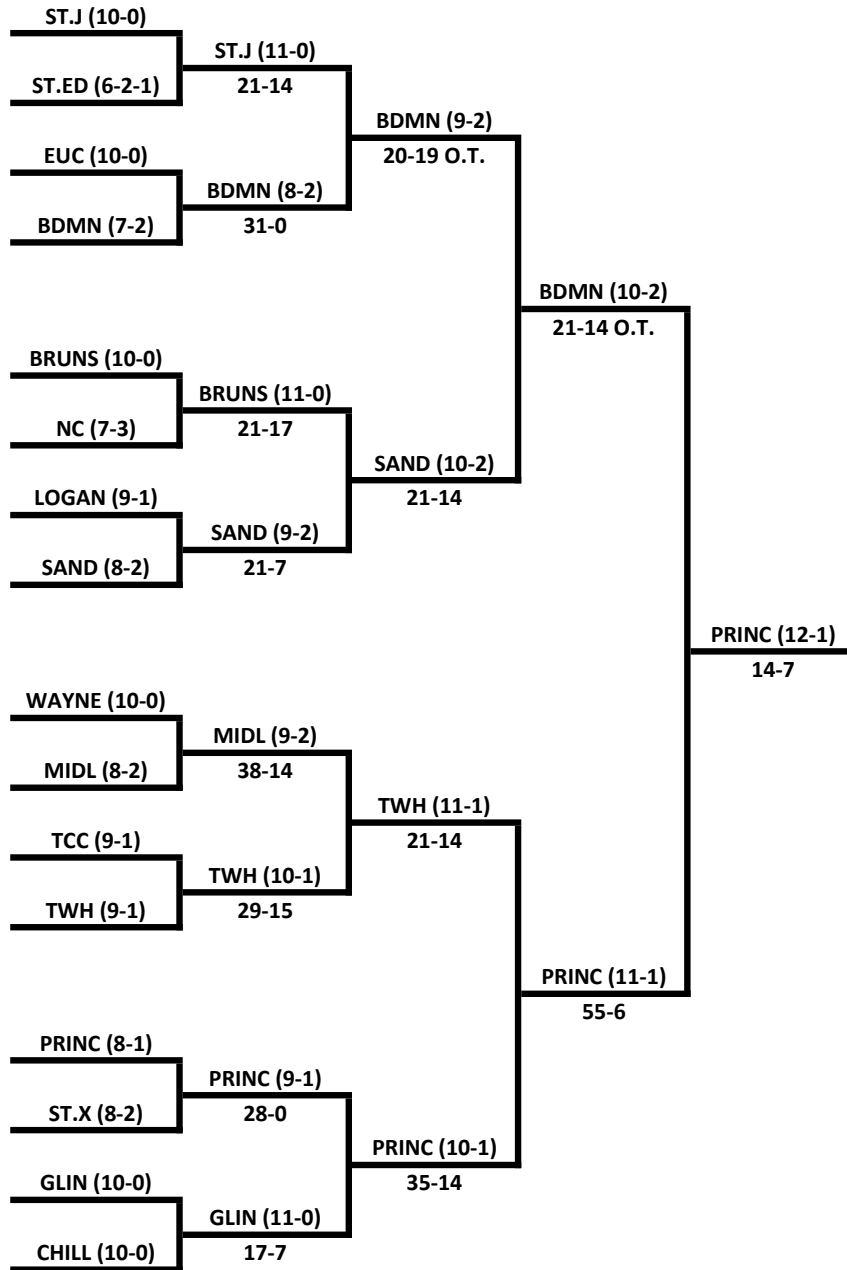 ST.J (10-0)
ST.J (11-0)
ST.ED (6-2-1)
21-14
BDMN (9-2)
EUC (10-0)
20-19 O.T.
BDMN (8-2)
BDMN (7-2)
31-0
BDMN (10-2)
21-14 O.T.
BRUNS (10-0)
BRUNS (11-0)
NC (7-3)
21-17
SAND (10-2)
LOGAN (9-1)
21-14
SAND (9-2)
SAND (8-2)
21-7
PRINC (12-1)
14-7
WAYNE (10-0)
MIDL (9-2)
MIDL (8-2)
38-14
TWH (11-1)
TCC (9-1)
21-14
TWH (10-1)
TWH (9-1)
29-15
PRINC (11-1)
55-6
PRINC (8-1)
PRINC (9-1)
ST.X (8-2)
28-0
PRINC (10-1)
GLIN (10-0)
35-14
GLIN (11-0)
CHILL (10-0)
17-7